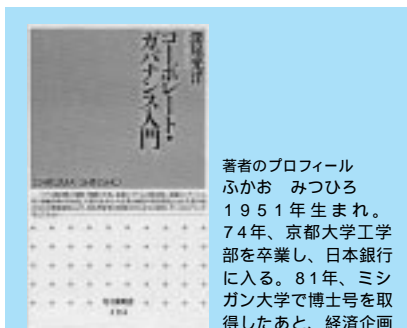 深尾光洋
コーポレート・
ガバナンス入門
著者のプロフィール
ふかお　みつひろ
1951年生まれ。
74年、京都大学工学
部を卒業し、日本銀行
に入る。81年、ミシ
ガン大学で博士号を取
得したあと、経済企画